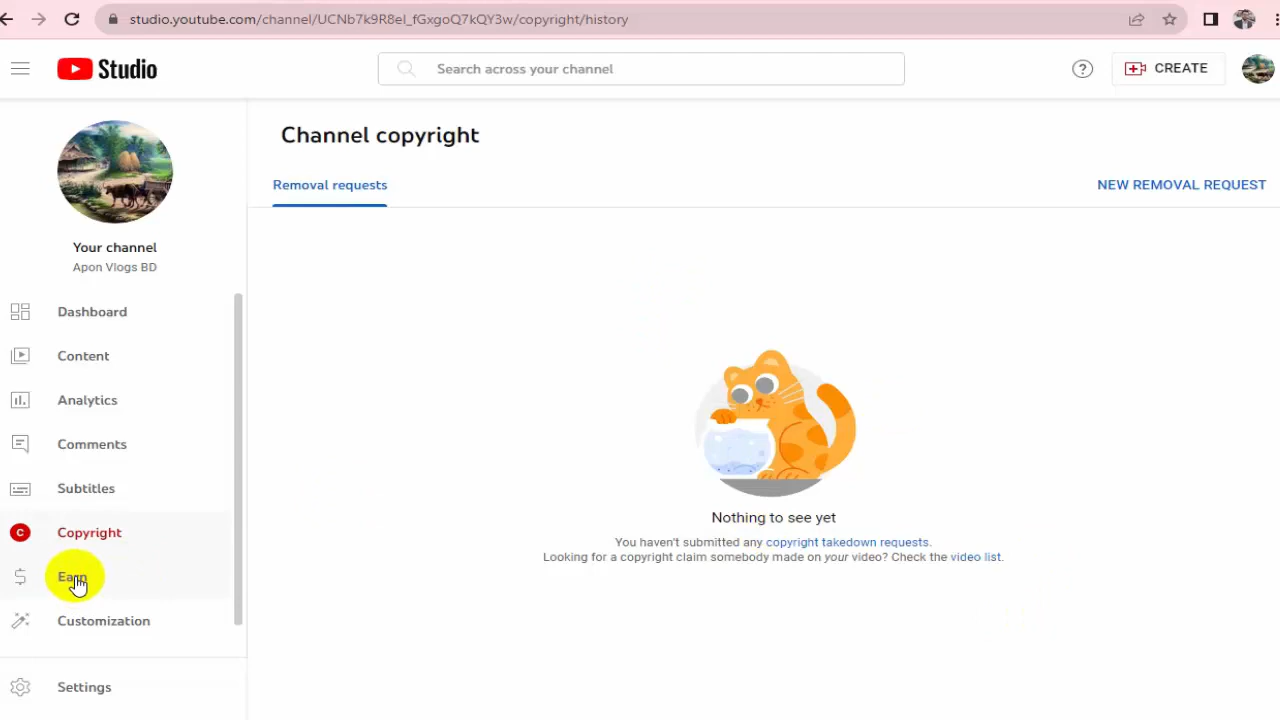 studio.youtube.com/channel/UCNb7k9R8eI_fGxgoQ7kQY3w/copyright/history
Studio
Search across your channel
CREATE
Channel copyright
Removal requests
NEW REMOVAL REQUEST
Your channel
Apon Vlogs BD
Dashboard
Content
Analytics
Comments
Subtitles
C
Copyright
Earn
Customization
Settings
Nothing to see yet
You haven't submitted any copyright takedown requests.
Looking for a copyright claim somebody made on your video? Check the video list.